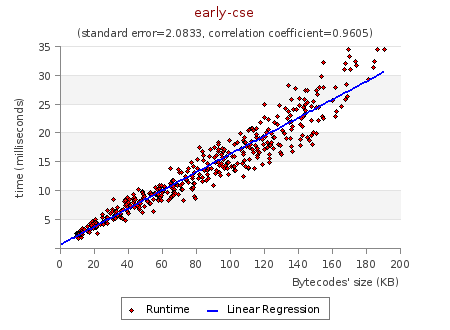 early-cse
(standard error=2.0833, correlation coefficient=0.9605)
time (milliseconds)
35
30
25
20
15
10
5
0 20 40 60 80 100 120 140 160 180 200
Bytecodes' size (KB)
Runtime Linear Regression